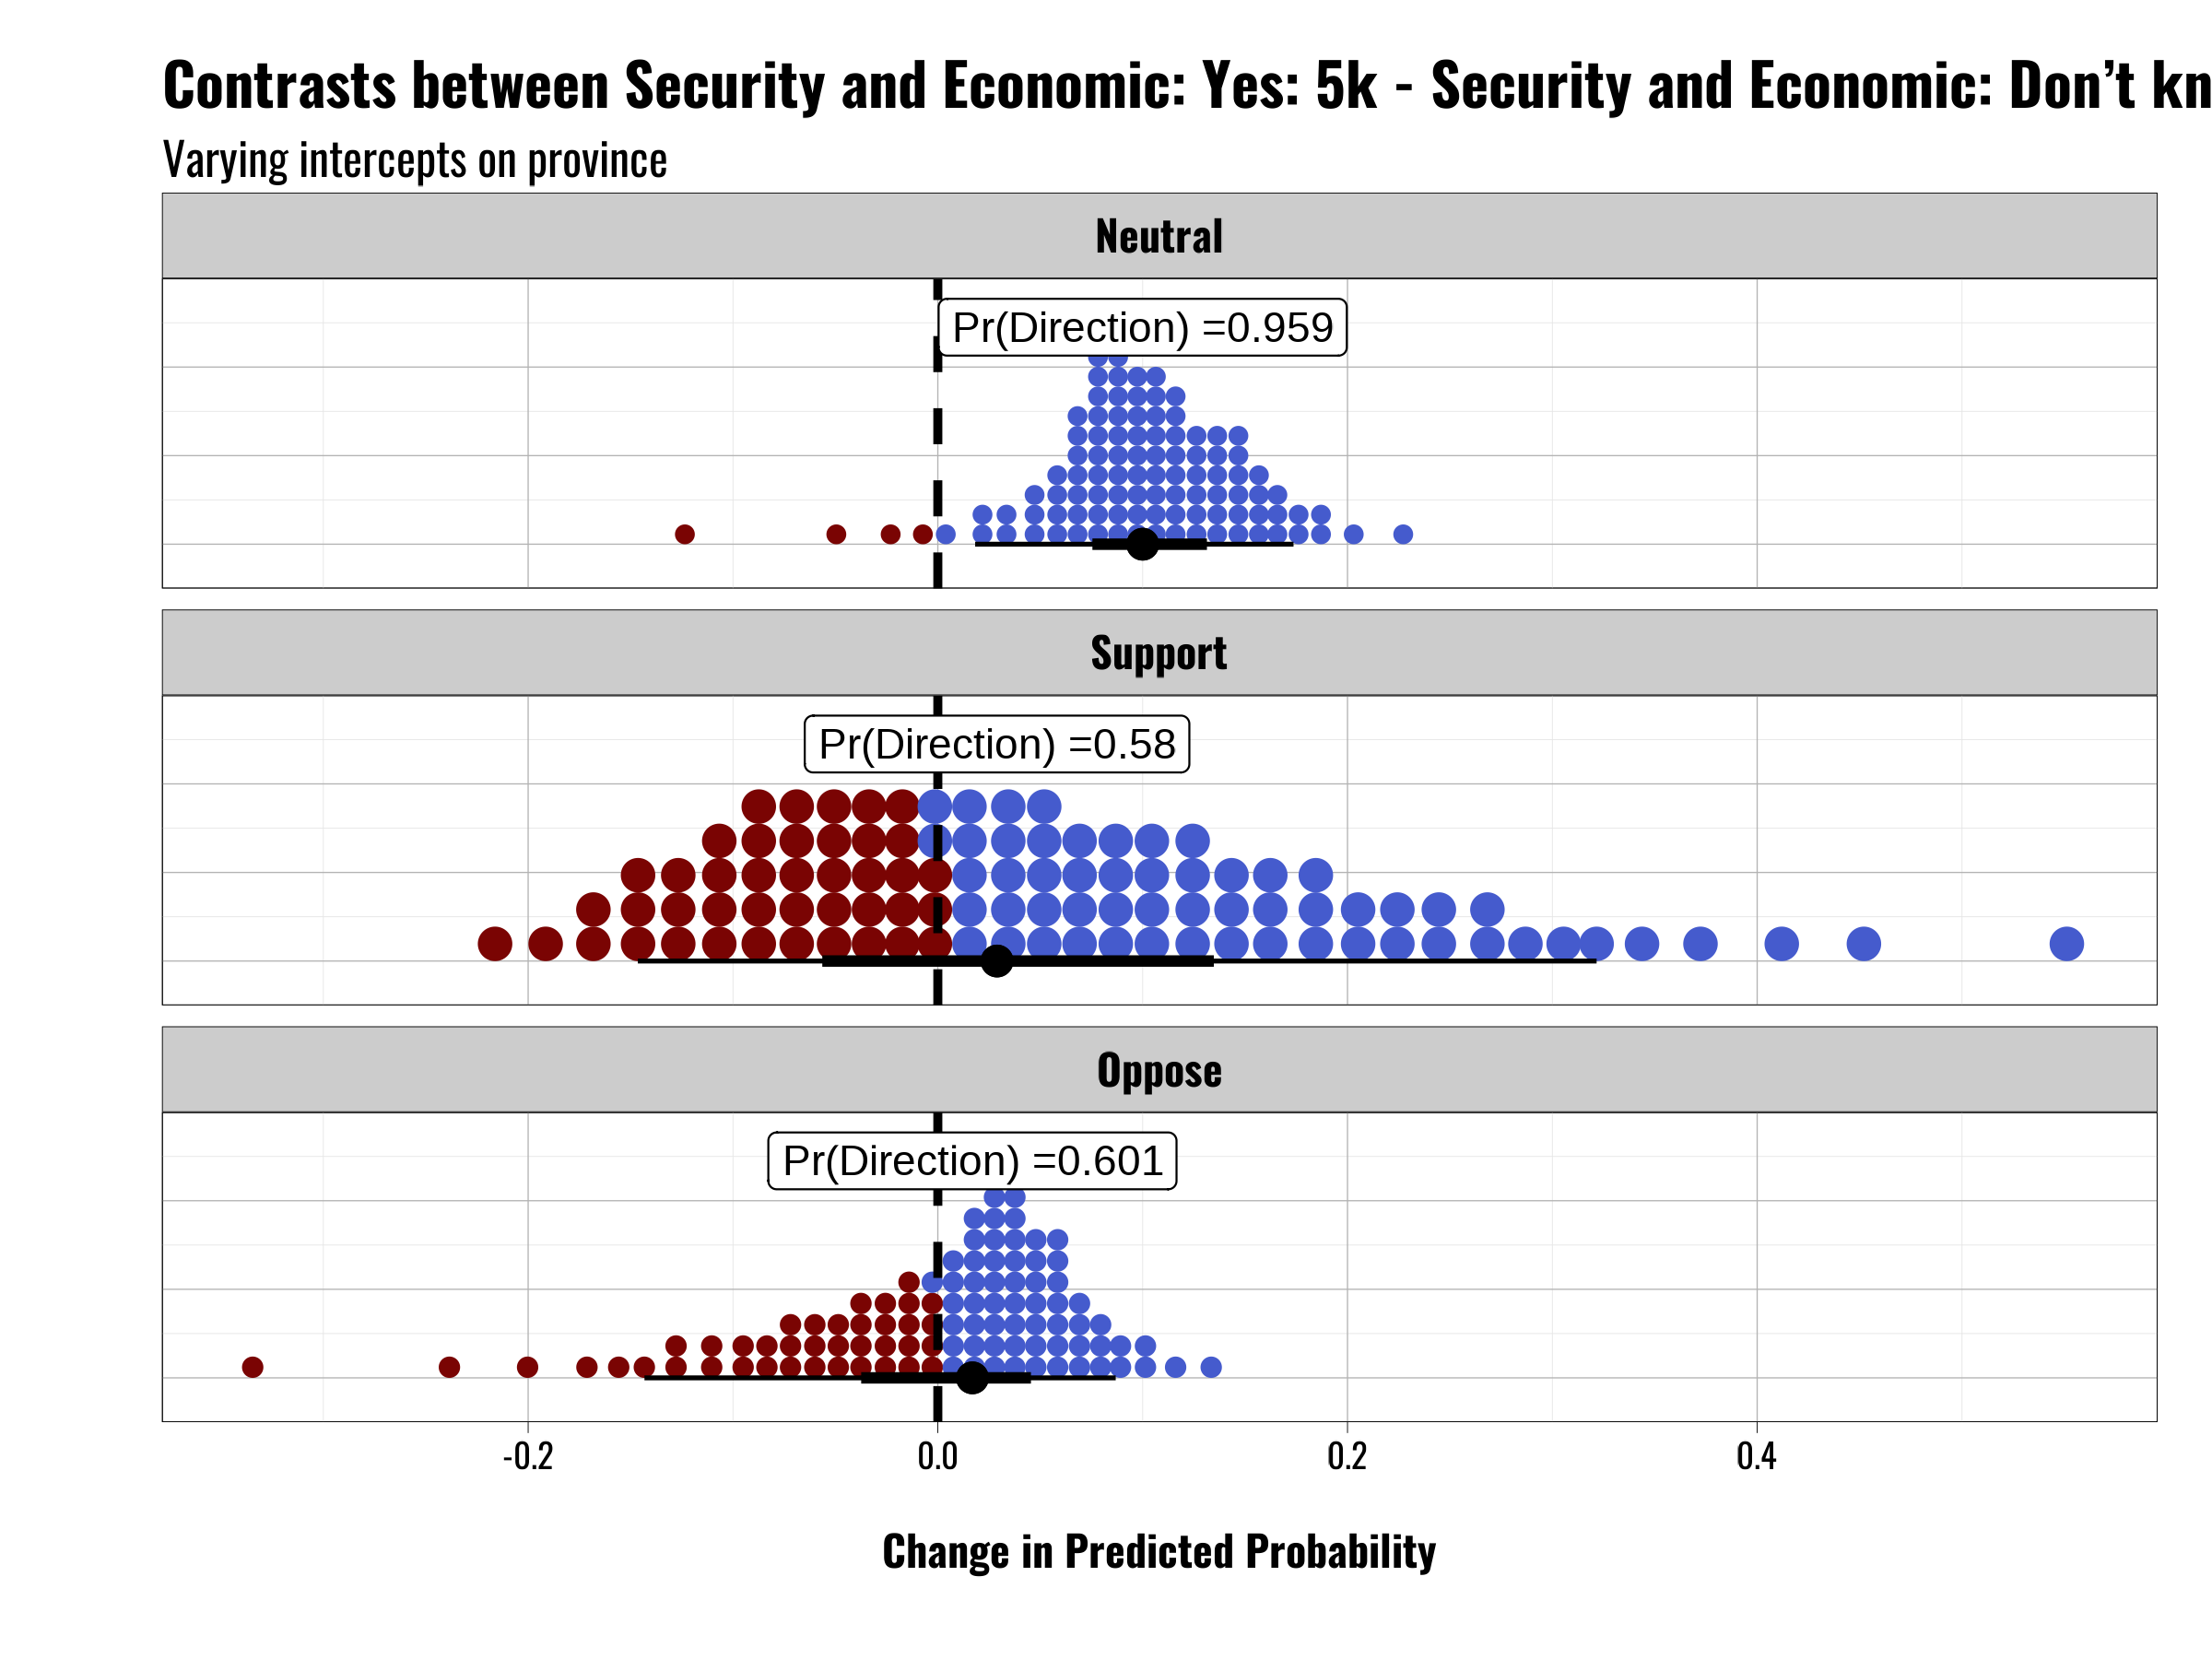 Contrasts between Security and Economic: Yes: 5k - Security and Economic: Don’t kn
Varying intercepts on province
Neutral
Pr(Direction) =0.959
Support
Pr(Direction) =0.58
Oppose
Pr(Direction) =0.601
-0.2 0.0 0.2 0.4
Change in Predicted Probability